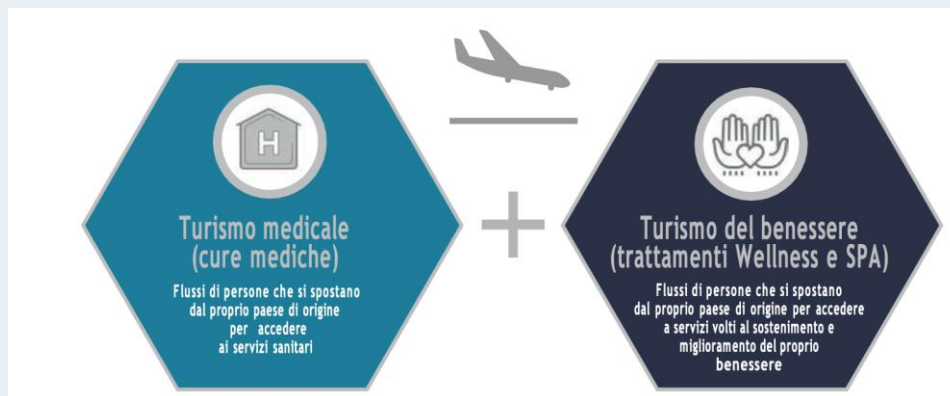 H
Turismo medicale
(cure mediche)
Flussi di persone che si spostano
dal proprio paese di origine
per accedere
ai servizi sanitari
+
Turismo del benessere
(trattamenti Wellness e SPA)
Flussi di persone che si spostano
dal proprio paese di origine per accedere
a servizi volti al sostenimento e
miglioramento del proprio
benessere